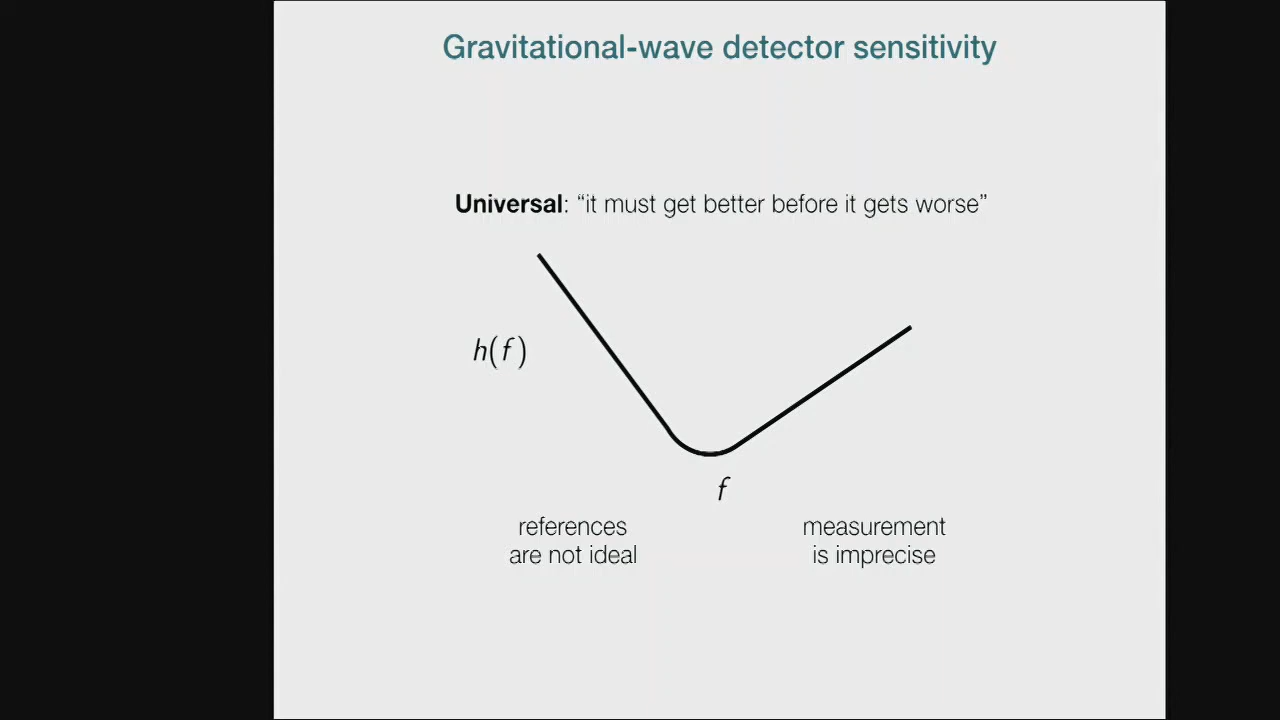 Gravitational-wave detector sensitivity
Universal: “it must get better before it gets worse”
h(f)
f
references
are not ideal
measurement
is imprecise